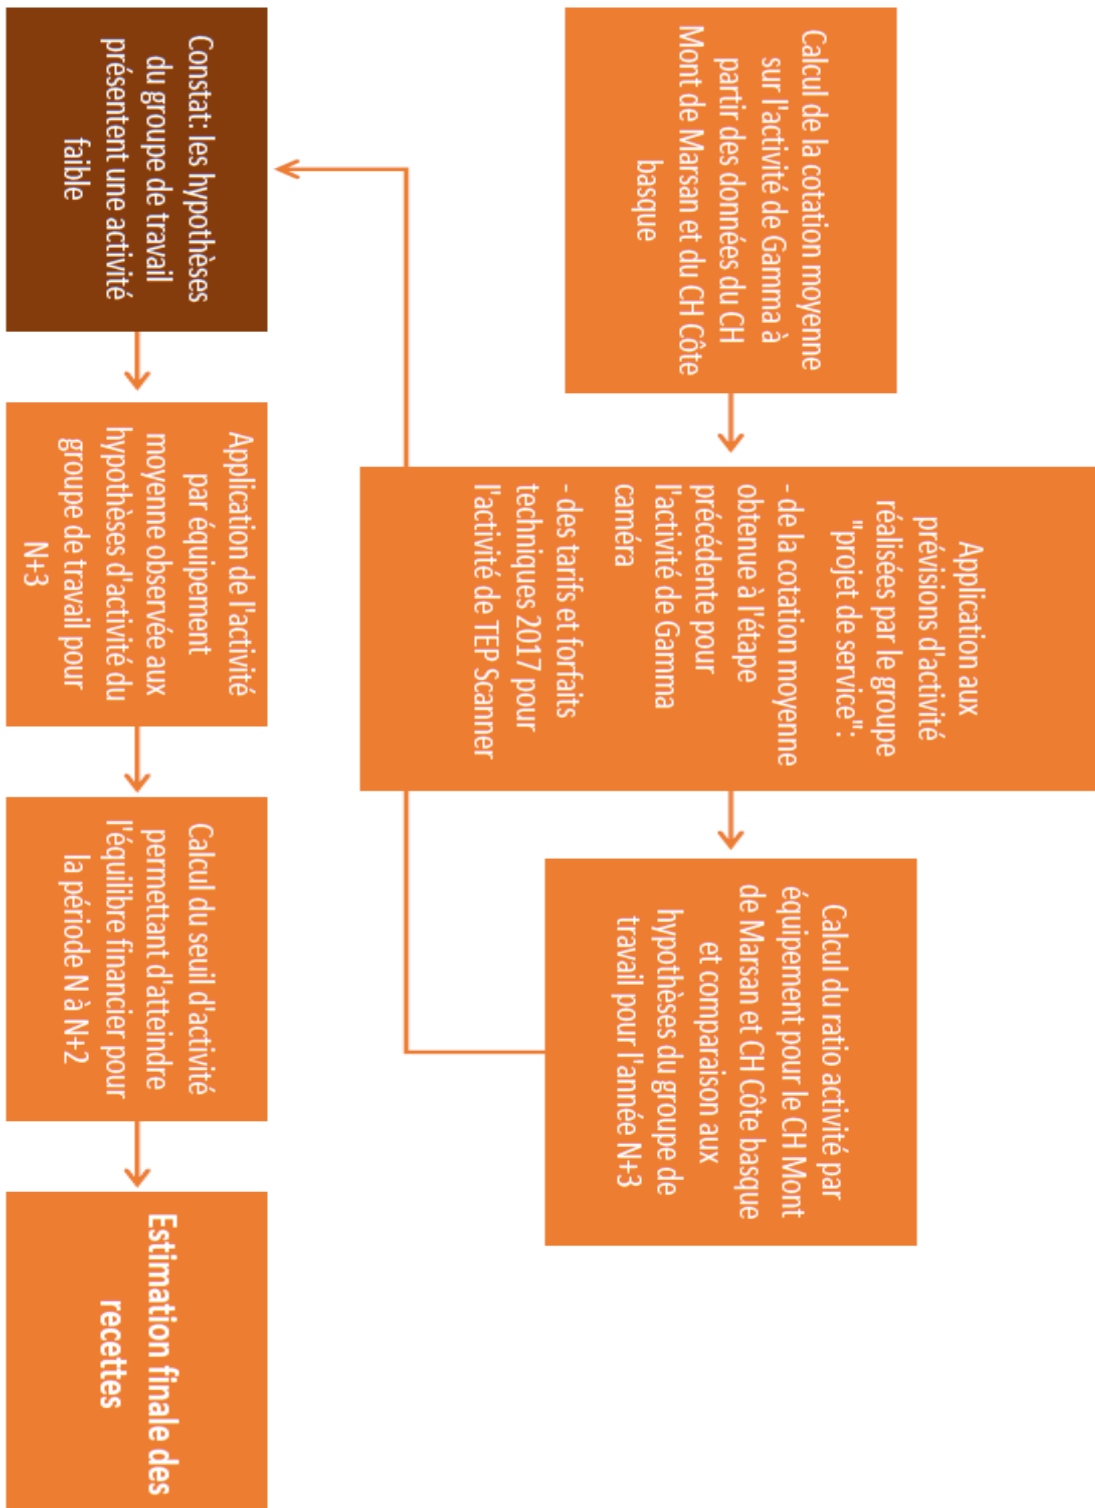 Calcul de la cotation moyenne
sur l'activité de Gamma à
partir des données du CH
Mont de Marsan et du CH Côte
basque
Application aux
prévisions d'activité
réalisées par le groupe
"projet de service":
- de la cotation moyenne
obtenue à l'étape
précédente pour
l'activité de Gamma
caméra
- des tarifs et forfaits
techniques 2017 pour
l'activité de TEP Scanner
Calcul du ratio activité par
équipement pour le CH Mont
de Marsan et CH Côte basque
et comparaison aux
hypothèses du groupe de
travail pour l'année N+3
Constat: les hypothèses
du groupe de travail
présentent une activité
faible
Application de l'activité
par équipement
moyenne observée aux
hypothèses d'activité du
groupe de travail pour
N+3
Calcul du seuil d'activité
permettant d'atteindre
l'équilibre financier pour
la période N à N+2
Estimation finale des
recettes